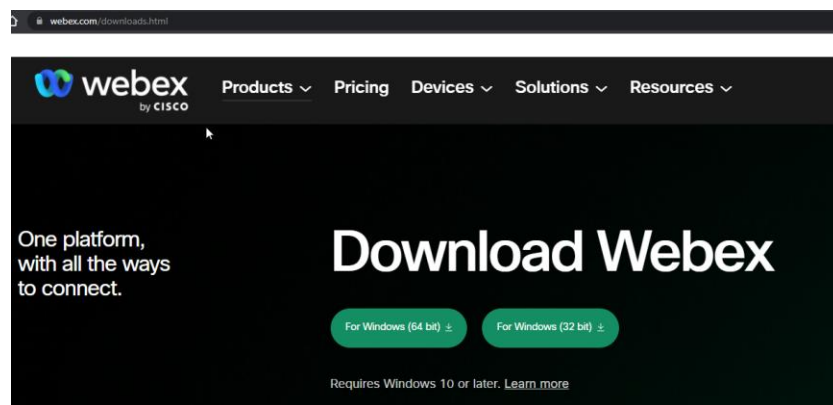 webex.com/downloads.html
webex
by CISCO
Products Pricing Devices Solutions Resources
One platform,
with all the ways
to connect.
Download Webex
For Windows (64 bit) For Windows (32 bit)
Requires Windows 10 or later. Learn more